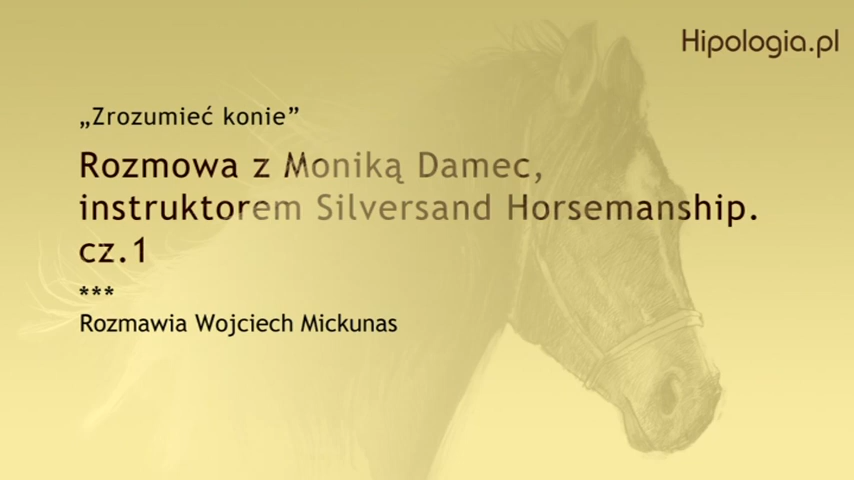 Hipologia.pl
„Zrozumieć konie”
Rozmowa z Moniką Damec,
instruktorem Silversand Horsemanship.
cz.1
***
Rozmawia Wojciech Mickunas